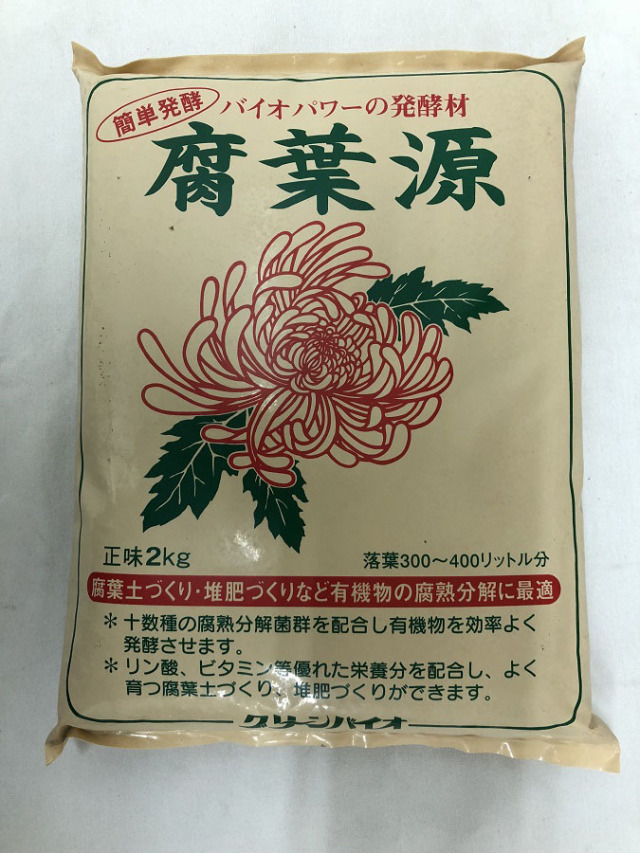 簡単発酵
バイオパワーの発酵材
腐葉源
正味2kg
落葉300〜400リットル分
腐葉土づくり・堆肥づくりなど有機物の腐熟分解に最適
＊十数種の腐熟分解菌群を配合し有機物を効率よく
発酵させます。
＊リン酸、ビタミン等優れた栄養分を配合し、よく
育つ腐葉土づくり、堆肥づくりができます。
グリーンバイオ